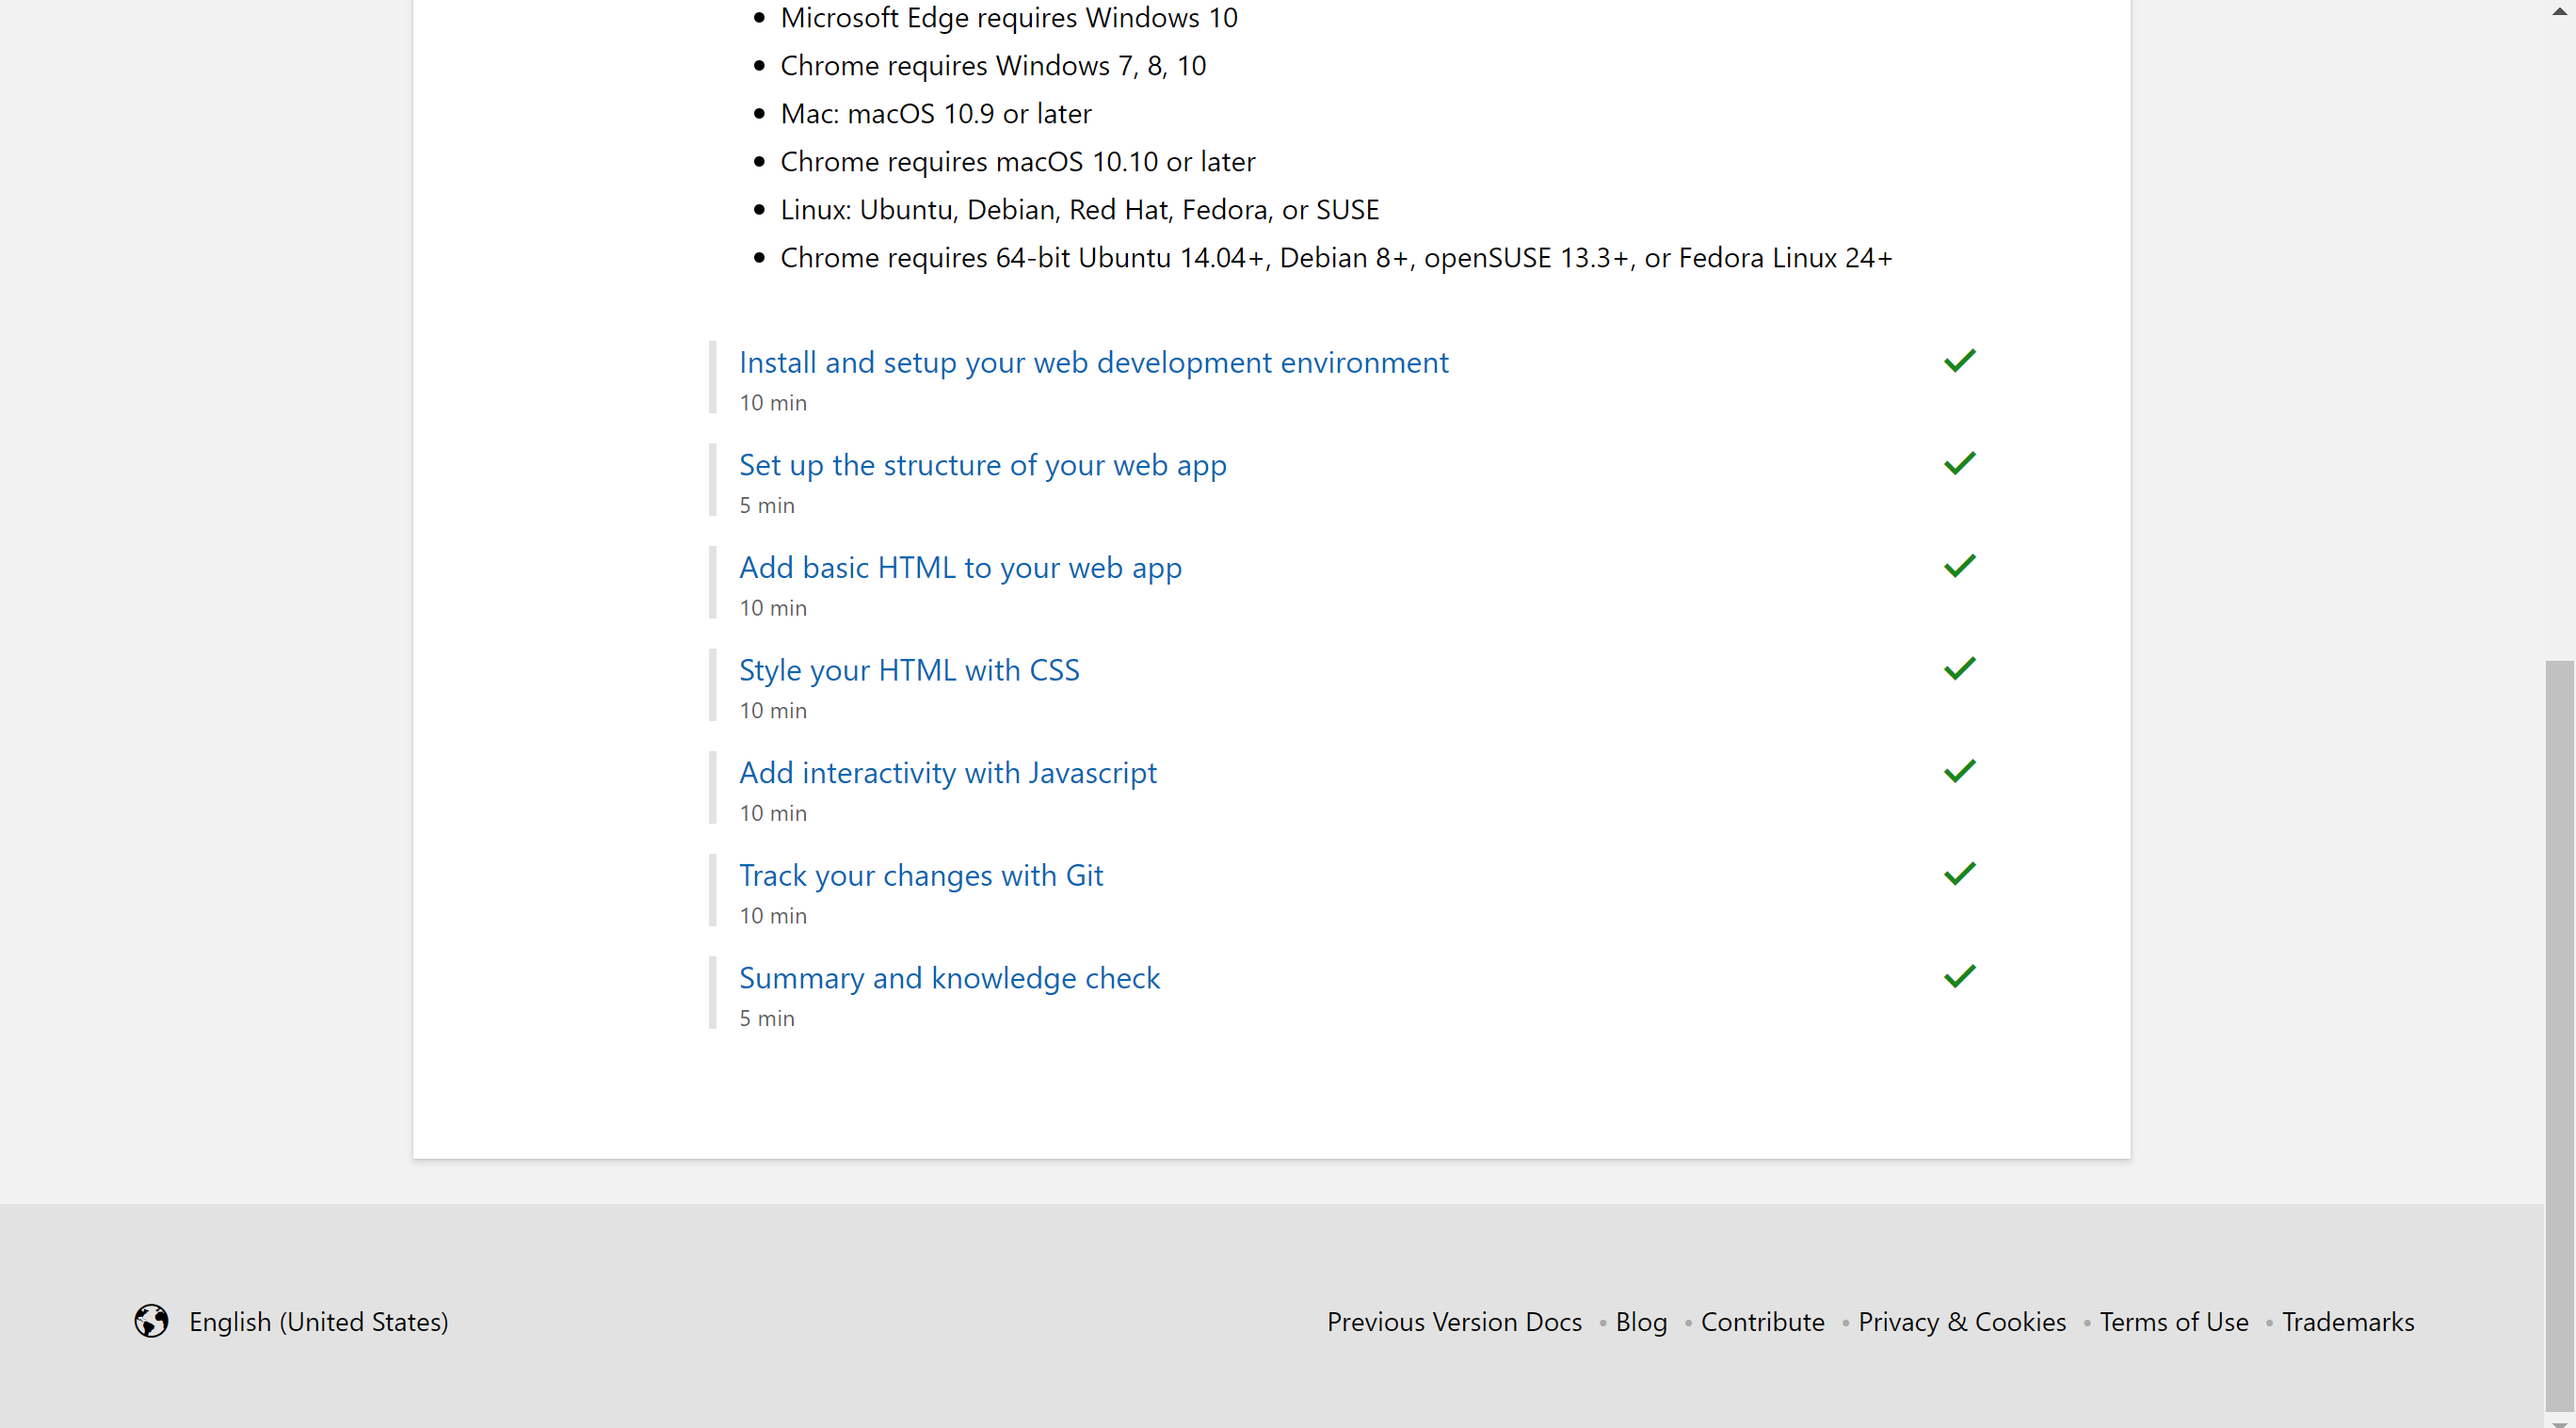 Microsoft Edge requires Windows 10
Chrome requires Windows 7, 8, 10
Mac: macOS 10.9 or later
Chrome requires macOS 10.10 or later
Linux: Ubuntu, Debian, Red Hat, Fedora, or SUSE
Chrome requires 64-bit Ubuntu 14.04+, Debian 8+, openSUSE 13.3+, or Fedora Linux 24+
Install and setup your web development environment
10 min
Set up the structure of your web app
5 min
Add basic HTML to your web app
10 min
Style your HTML with CSS
10 min
Add interactivity with Javascript
10 min
Track your changes with Git
10 min
Summary and knowledge check
5 min
English (United States)
Previous Version Docs • Blog • Contribute • Privacy & Cookies • Terms of Use • Trademarks